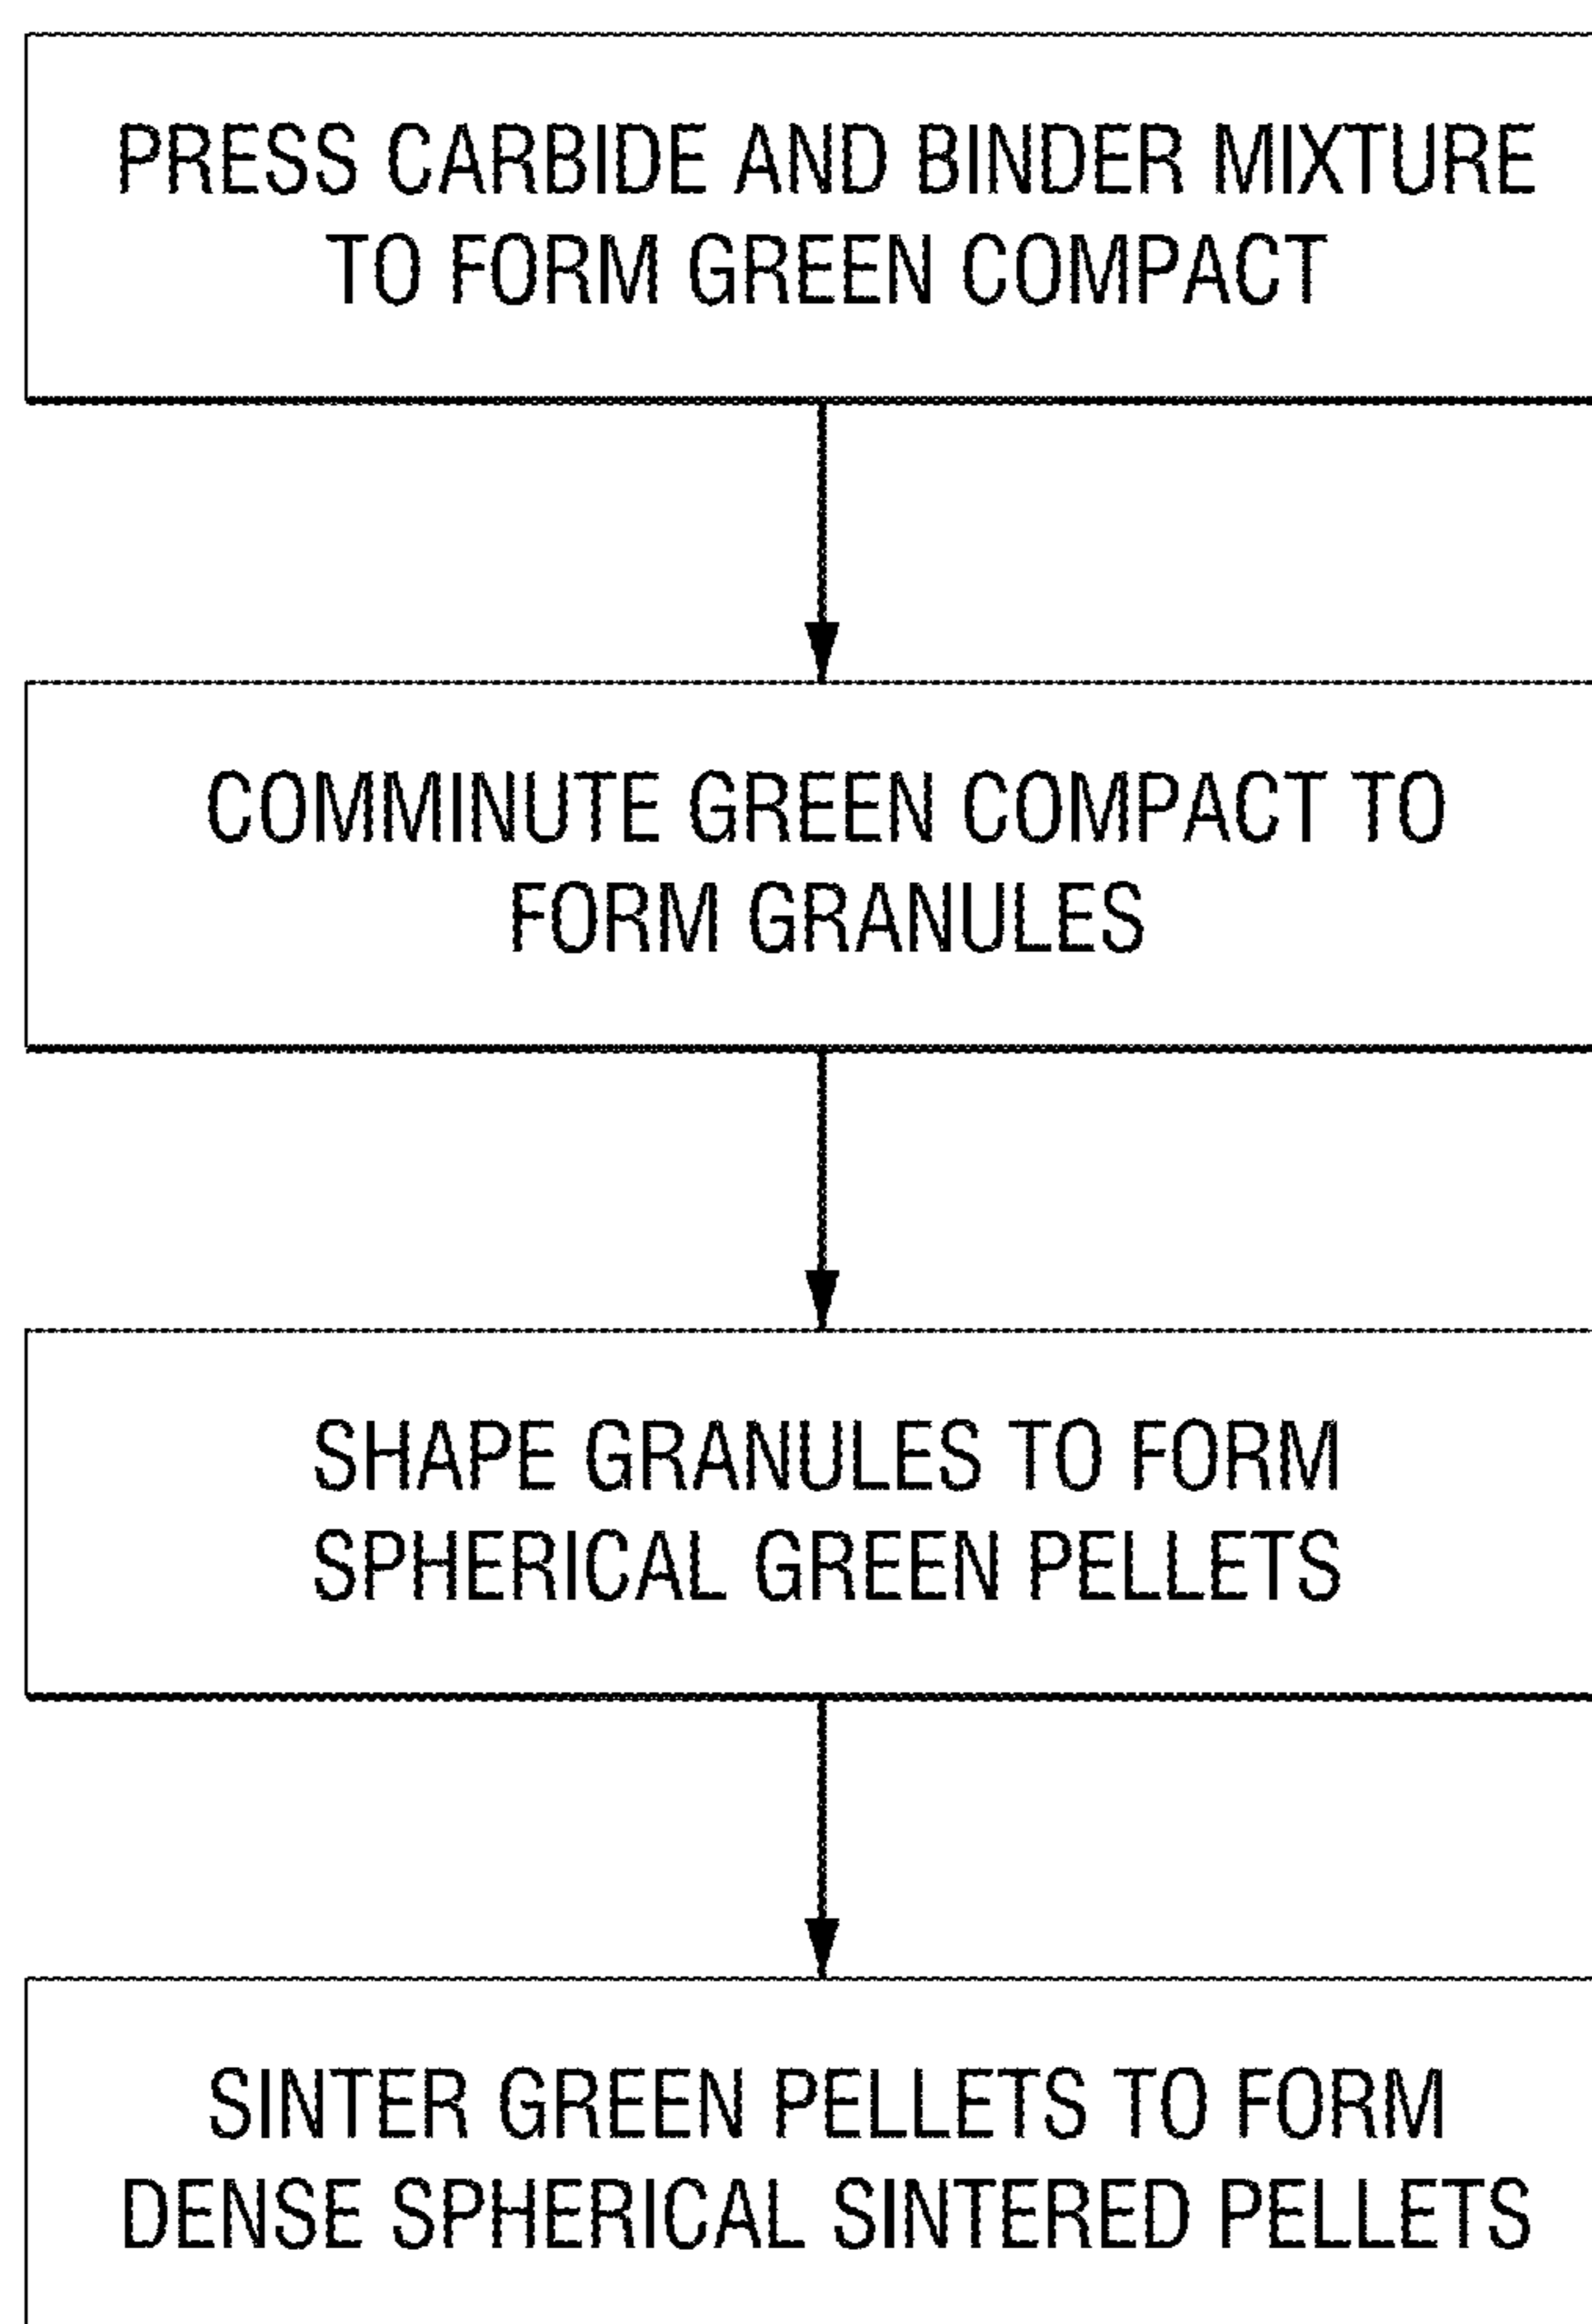 PRESS CARBIDE AND BINDER MIXTURE
TO FORM GREEN COMPACT
COMMINUTE GREEN COMPACT TO
FORM GRANULES
SHAPE GRANULES TO FORM
SPHERICAL GREEN PELLETS
SINTER GREEN PELLETS TO FORM
DENSE SPHERICAL SINTERED PELLETS